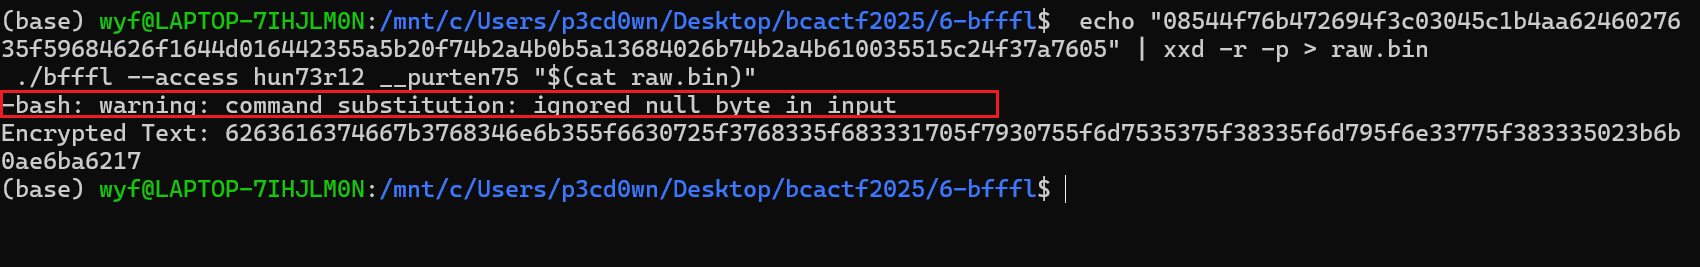 (base) wyf@LAPTOP-7IHJLM0N:/mnt/c/Users/p3cd0wn/Desktop/bcactf2025/6-bfffl$  echo "08544f76b472694f3c03045c1b4aa62460276
35f59684626f1644d016442355a5b20f74b2a4b0b5a13684026b74b2a4b610035515c24f37a7605" | xxd -r -p > raw.bin
 ./bfffl --access hun73r12 __purten75 "$(cat raw.bin)"
-bash: warning: command substitution: ignored null byte in input
Encrypted Text: 6263616374667b3768346e6b355f6630725f3768335f683331705f7930755f6d7535375f38335f6d795f6e33775f383335023b6b
0ae6ba6217
(base) wyf@LAPTOP-7IHJLM0N:/mnt/c/Users/p3cd0wn/Desktop/bcactf2025/6-bfffl$